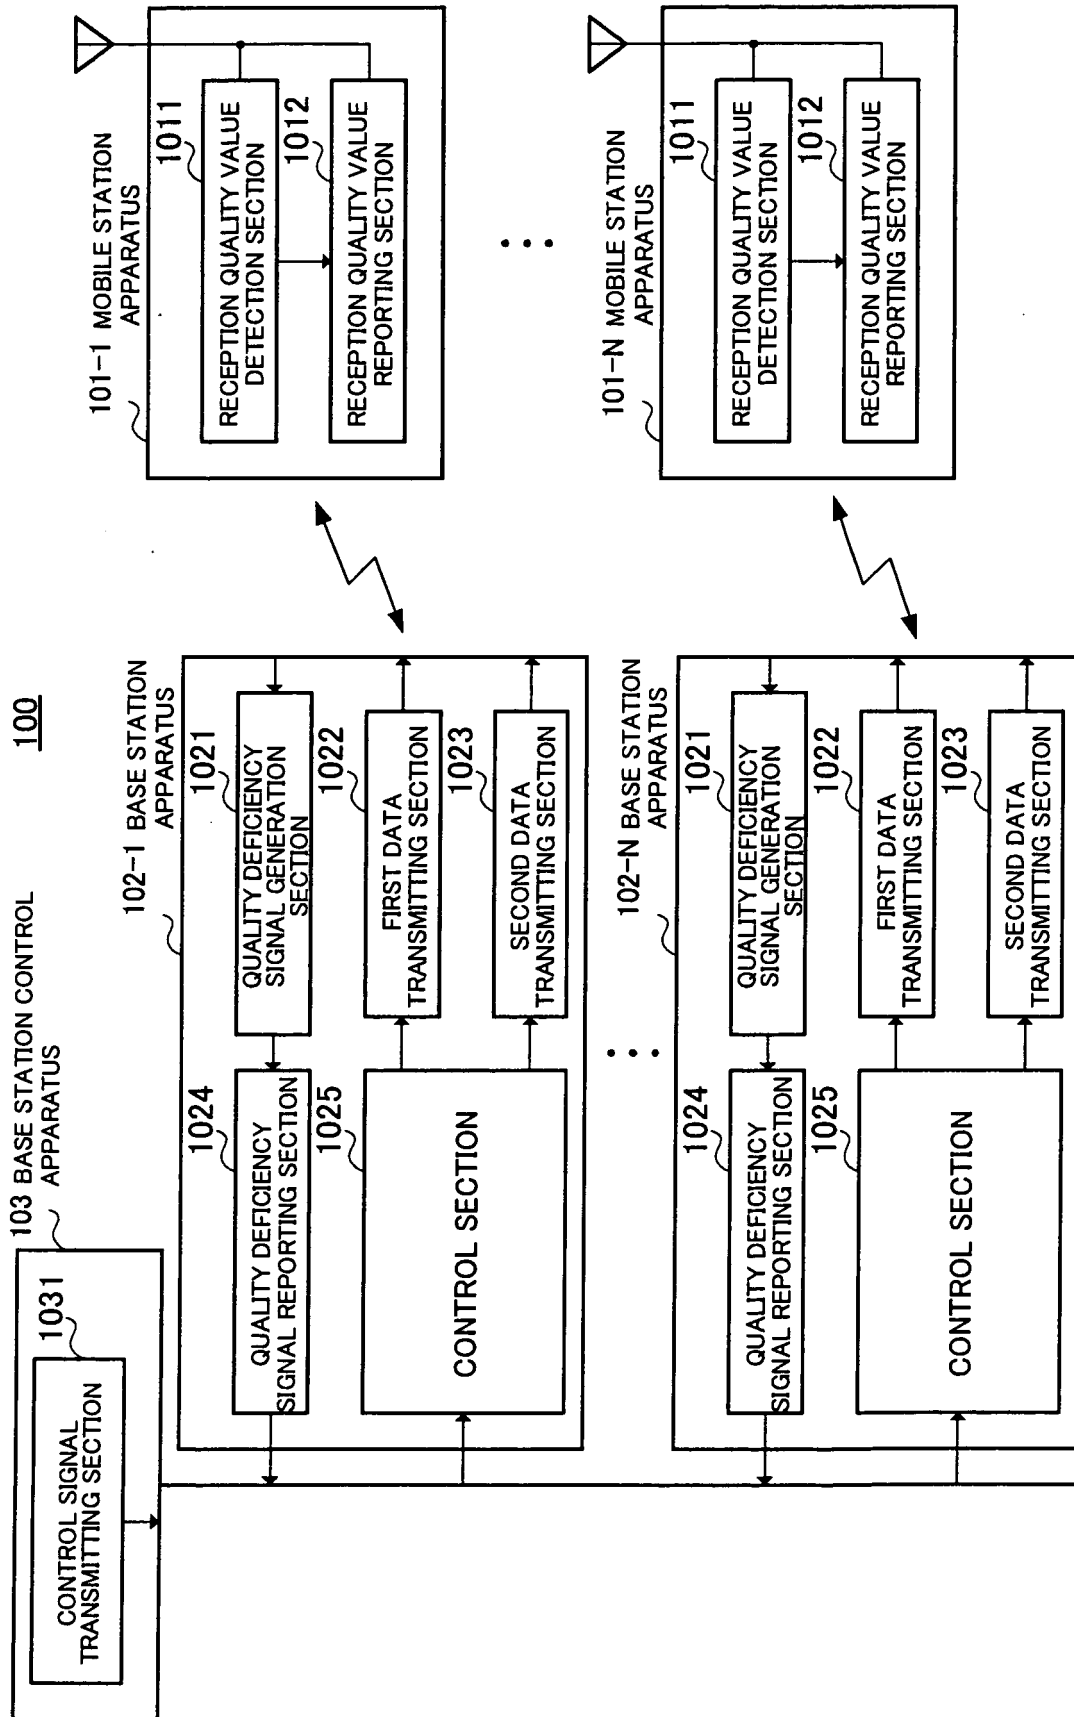 100
103 BASE STATION CONTROL
APPARATUS
1031
CONTROL SIGNAL
TRANSMITTING SECTION
102-1 BASE STATION
APPARATUS
1024
QUALITY DEFICIENCY
SIGNAL REPORTING SECTION
1021
QUALITY DEFICIENCY
SIGNAL GENERATION
SECTION
1025
CONTROL SECTION
1022
FIRST DATA
TRANSMITTING SECTION
1023
SECOND DATA
TRANSMITTING SECTION
102-N BASE STATION
APPARATUS
1024
QUALITY DEFICIENCY
SIGNAL REPORTING SECTION
1021
QUALITY DEFICIENCY
SIGNAL GENERATION
SECTION
1025
CONTROL SECTION
1022
FIRST DATA
TRANSMITTING SECTION
1023
SECOND DATA
TRANSMITTING SECTION
101-1 MOBILE STATION
APPARATUS
1011
RECEPTION QUALITY VALUE
DETECTION SECTION
1012
RECEPTION QUALITY VALUE
REPORTING SECTION
101-N MOBILE STATION
APPARATUS
1011
RECEPTION QUALITY VALUE
DETECTION SECTION
1012
RECEPTION QUALITY VALUE
REPORTING SECTION